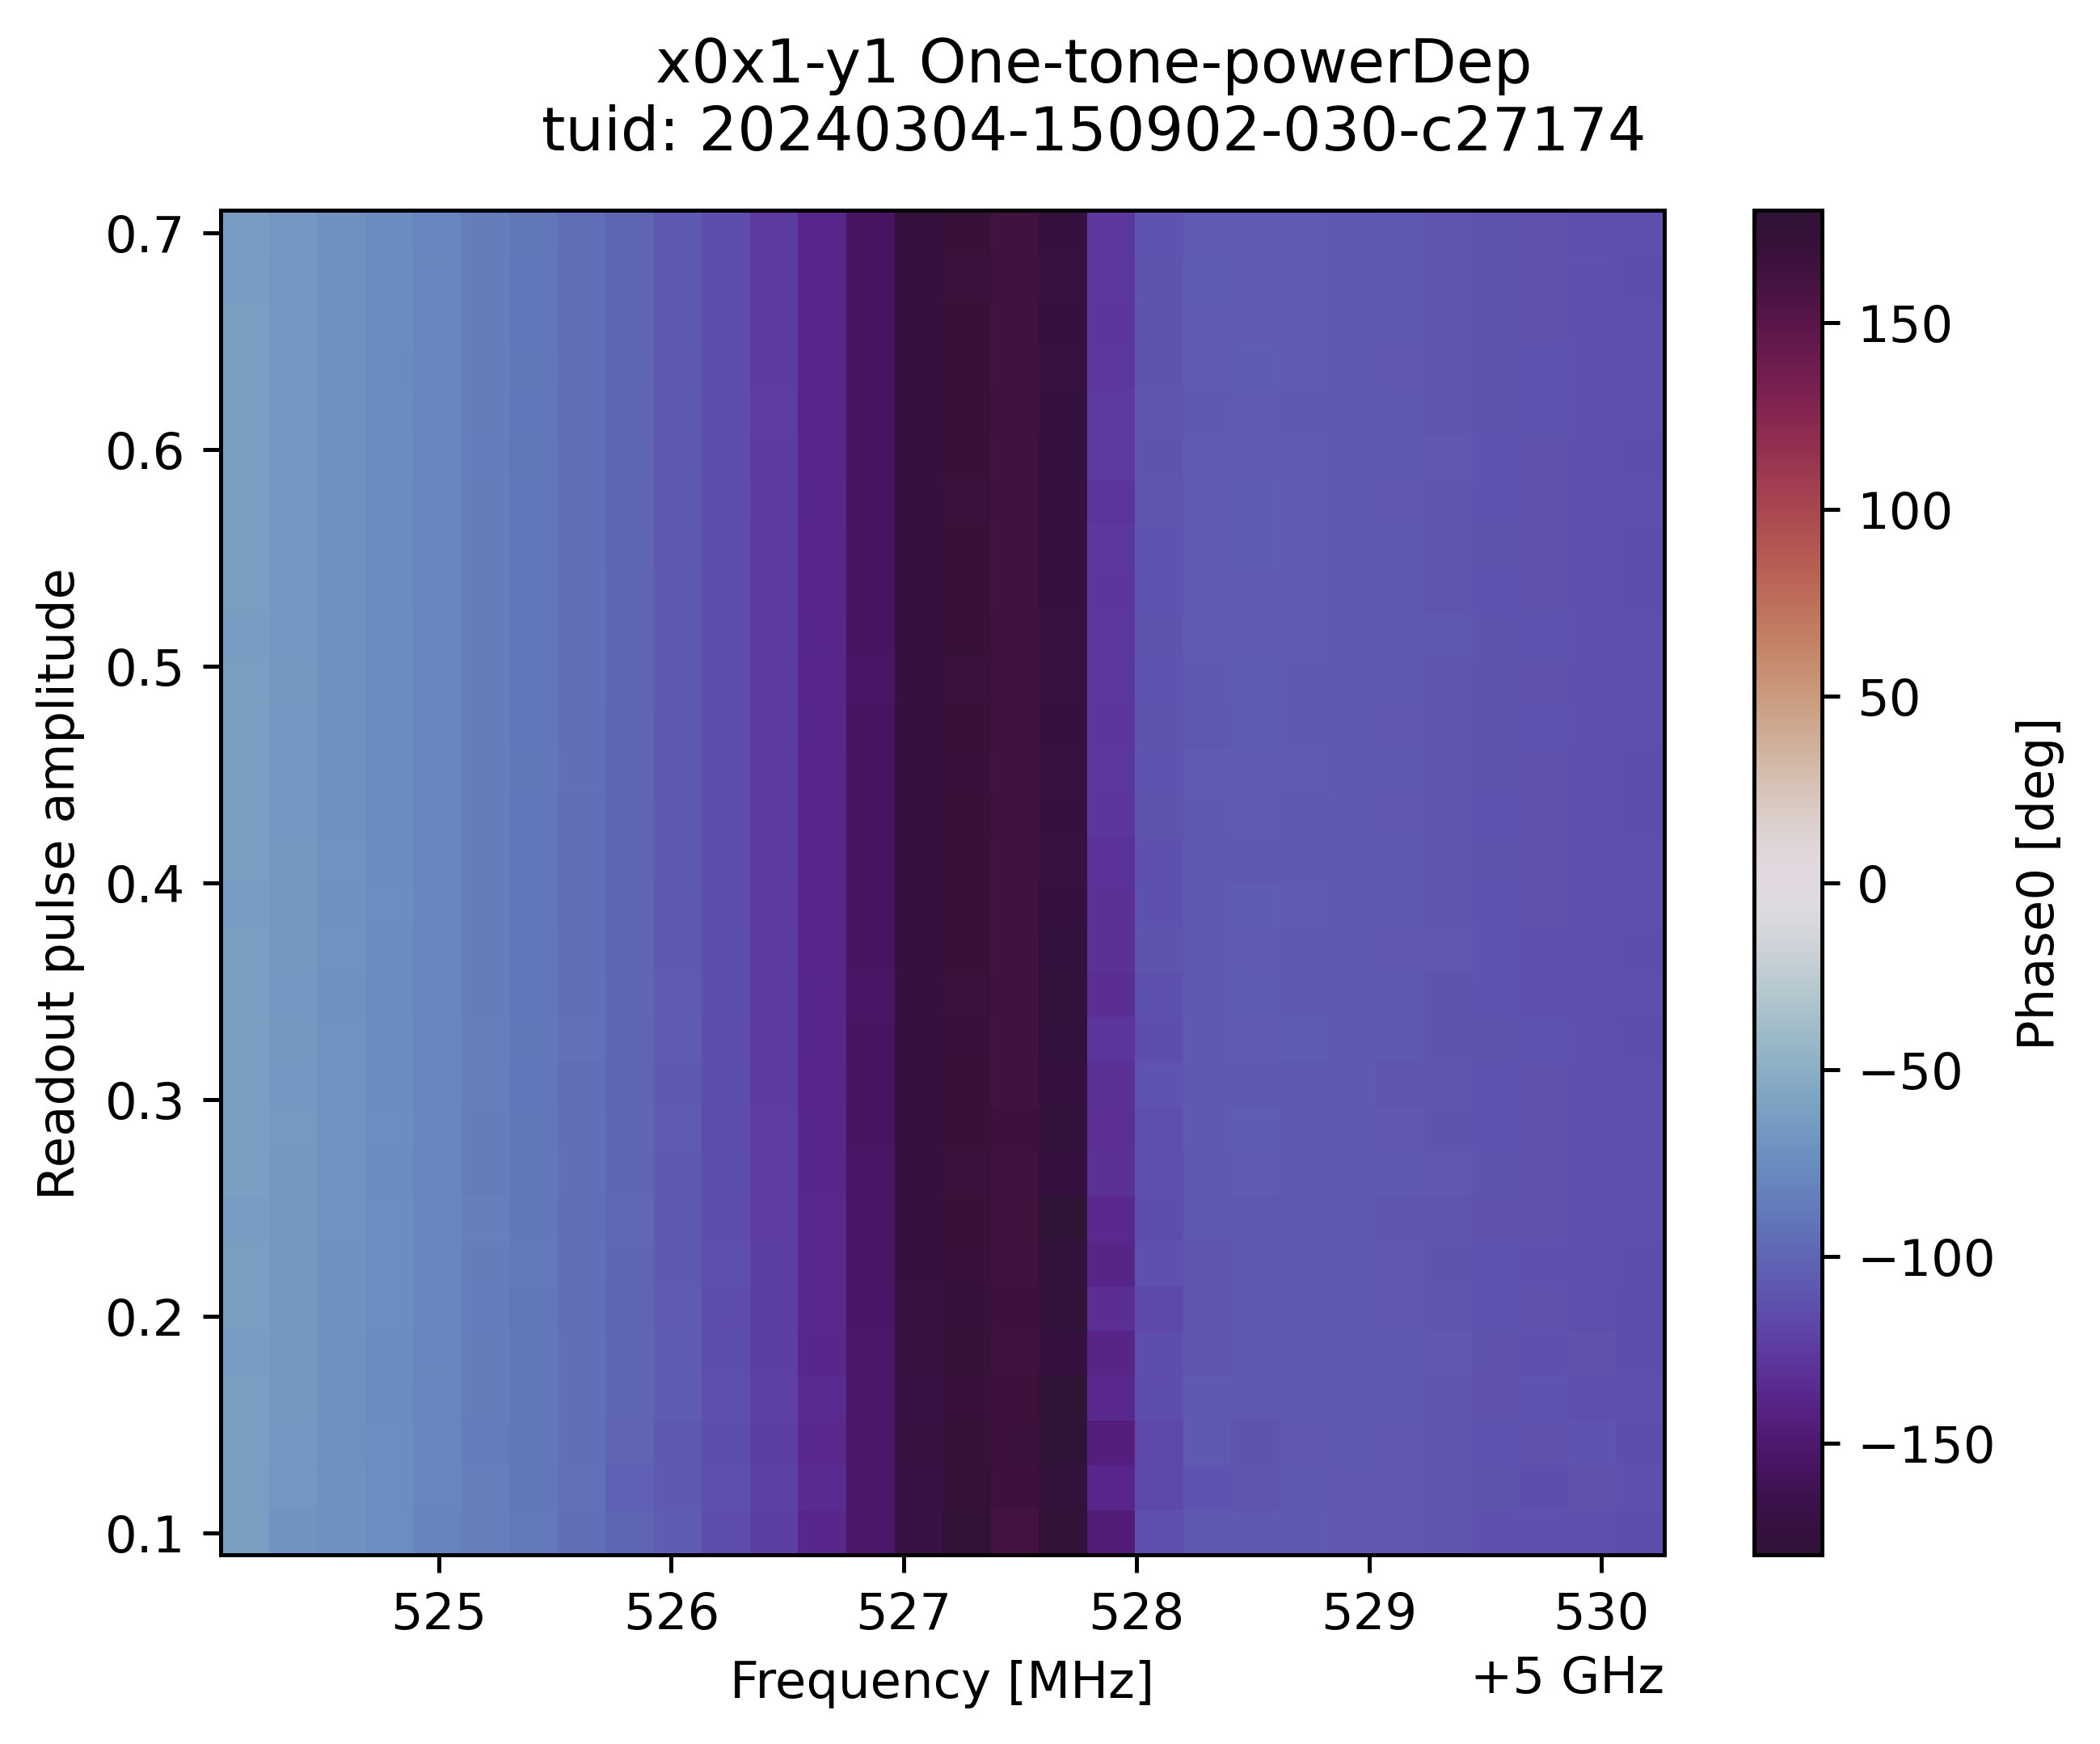 x0x1-y1 One-tone-powerDep
tuid: 20240304-150902-030-c27174
Readout pulse amplitude
0.7
0.6
0.5
0.4
0.3
0.2
0.1
525 526 527 528 529 530
Frequency [MHz]
+5 GHz
150
100
50
0
−50
−100
−150
Phase0 [deg]